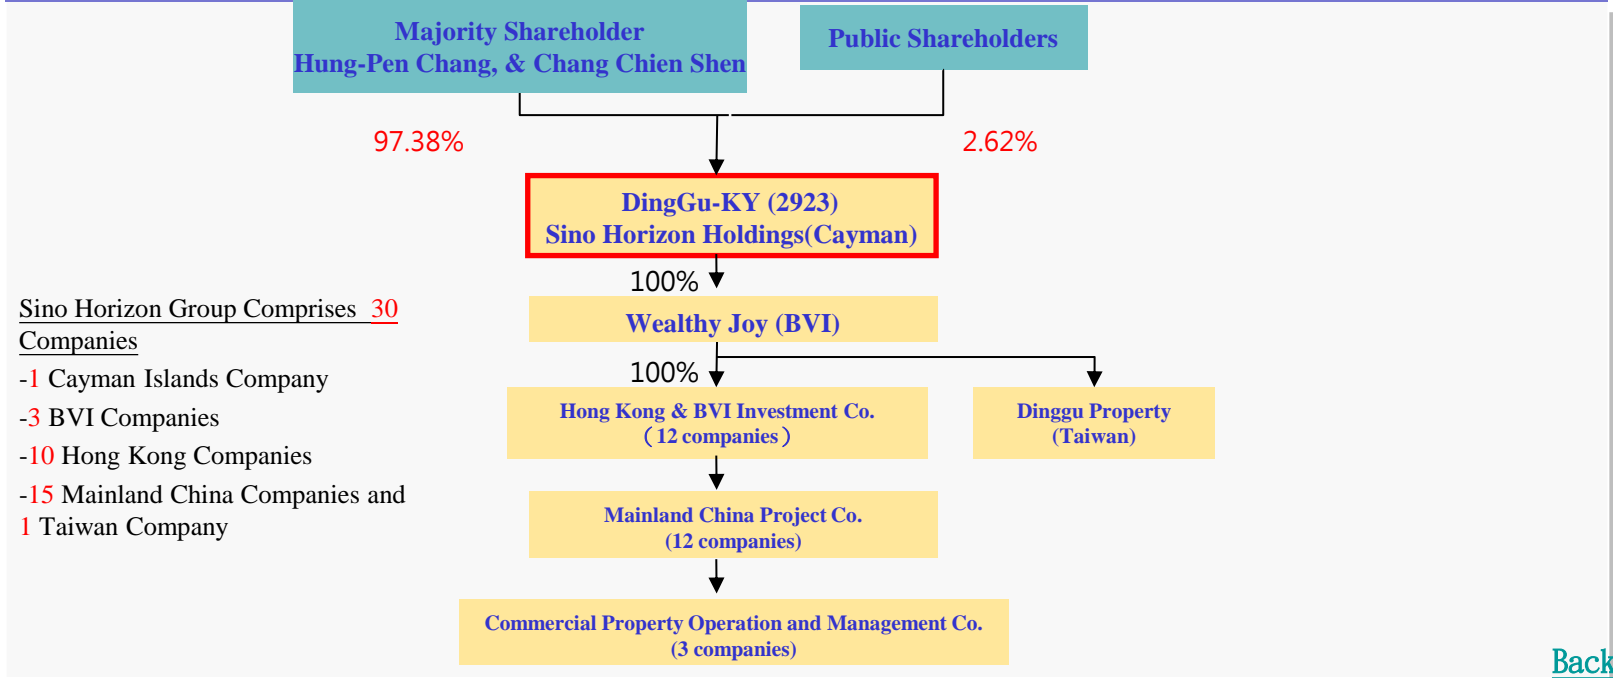 Majority Shareholder
Hung-Pen Chang, & Chang Chien Shen
Public Shareholders
97.38%
2.62%
DingGu-KY (2923)
Sino Horizon Holdings(Cayman)
100%
Wealthy Joy (BVI)
100%
Hong Kong & BVI Investment Co.
（12 companies）
Dinggu Property
(Taiwan)
Mainland China Project Co.
(12 companies)
Commercial Property Operation and Management Co.
(3 companies)
Sino Horizon Group Comprises 30
Companies
-1 Cayman Islands Company
-3 BVI Companies
-10 Hong Kong Companies
-15 Mainland China Companies and
1 Taiwan Company
Back